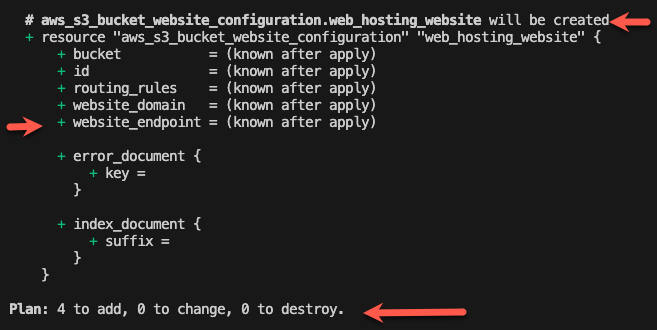 # aws_s3_bucket_website_configuration.web_hosting_website will be created
+ resource "aws_s3_bucket_website_configuration" "web_hosting_website" {
+ bucket = (known after apply)
+ id = (known after apply)
+ routing_rules = (known after apply)
+ website_domain = (known after apply)
+ website_endpoint = (known after apply)
+ error_document {
+ key =
}
+ index_document {
+ suffix =
}
}
Plan: 4 to add, 0 to change, 0 to destroy.